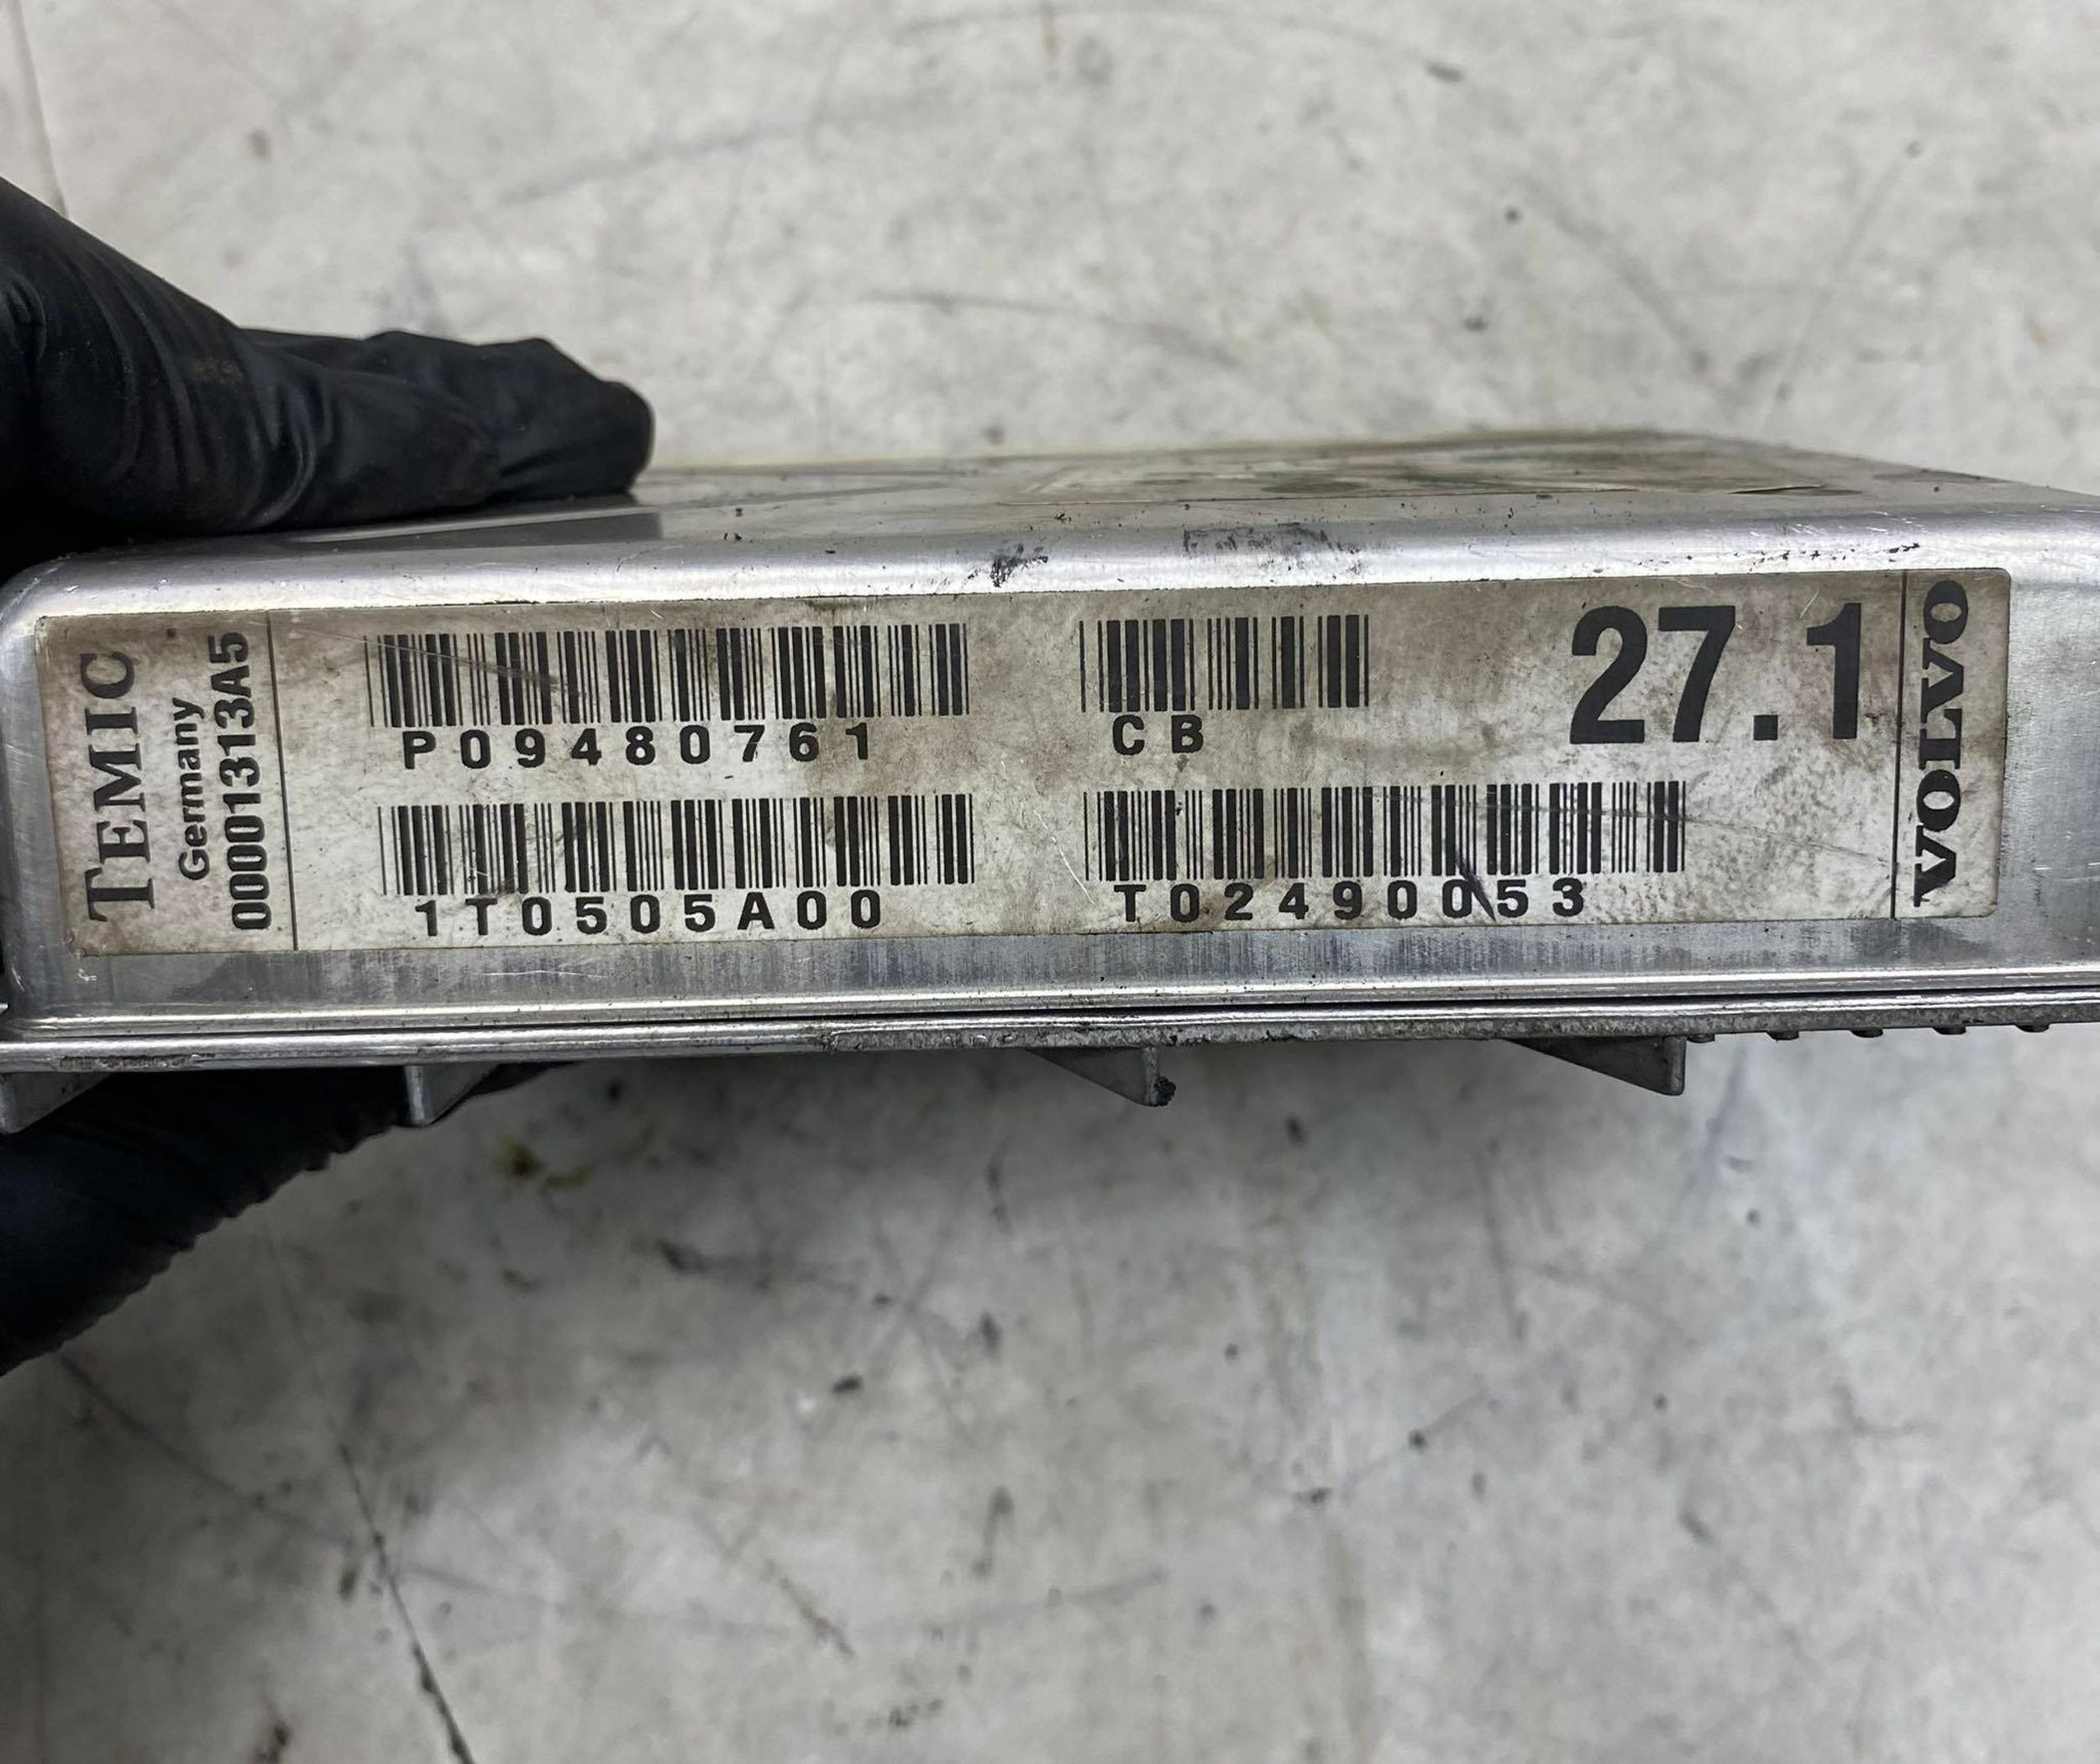 TEMIC
Germany
00001313A5
P09480761
CB
27.1
1T0505A00
T02490053
VOLVO